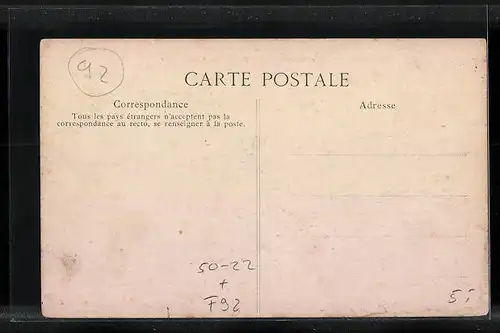 92
CARTE POSTALE
Correspondance
Tous les pays étrangers n'acceptent pas la
correspondance au recto, se renseigner à la poste.
Adresse
50-22
+
F92